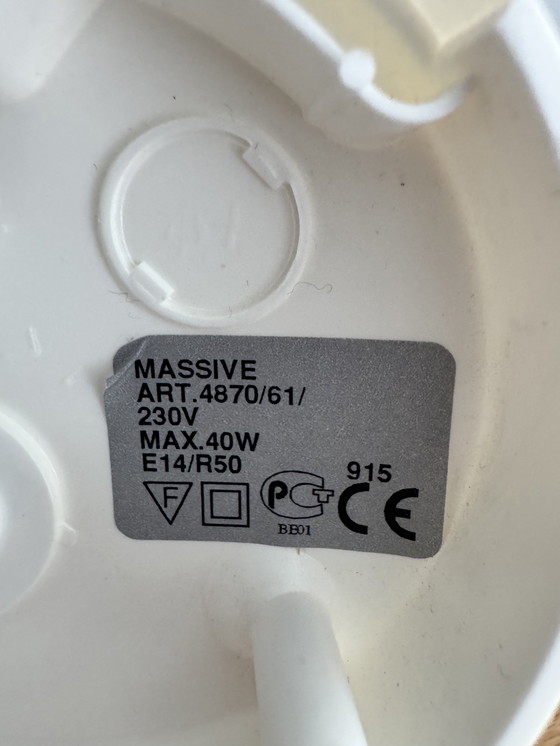 MASSIVE
ART.4870/61/
230V
MAX.40W
E14/R50
915
F
PCT
BE01
CE